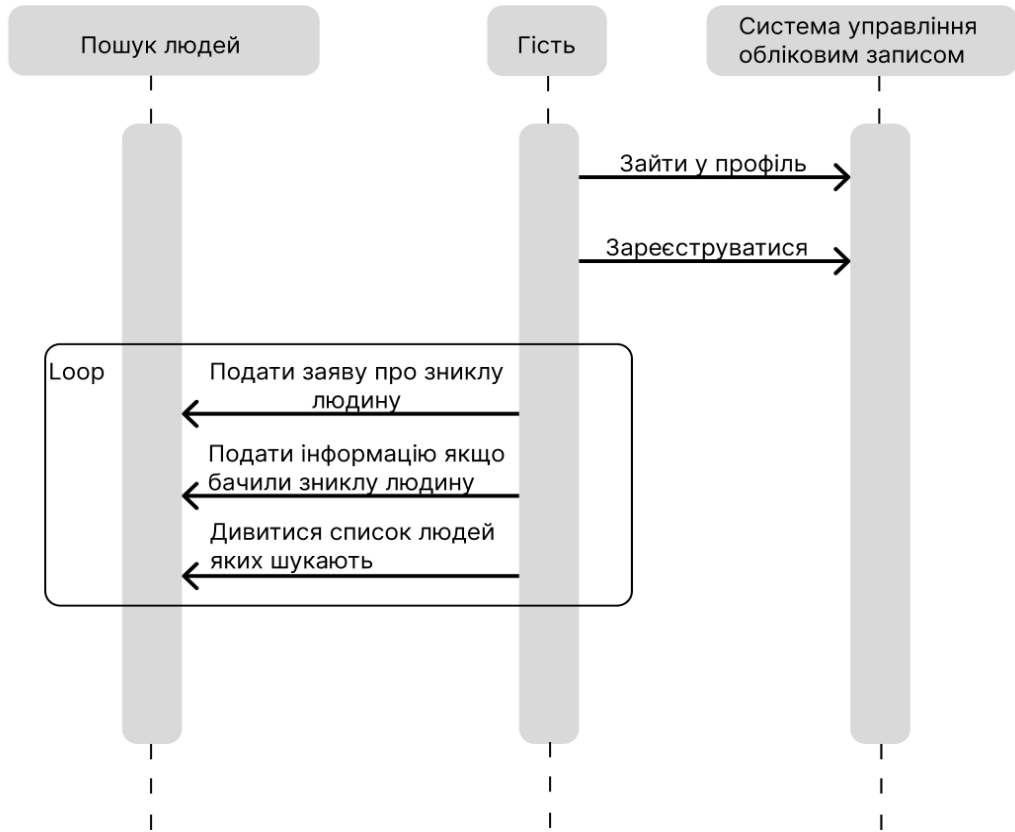 Пошук людей
Гість
Система управління
обліковим записом
Зайти у профіль
Зареєструватися
Loop
Подати заяву про зниклу
людину
Подати інформацію якщо
бачили зниклу людину
Дивитися список людей
яких шукають